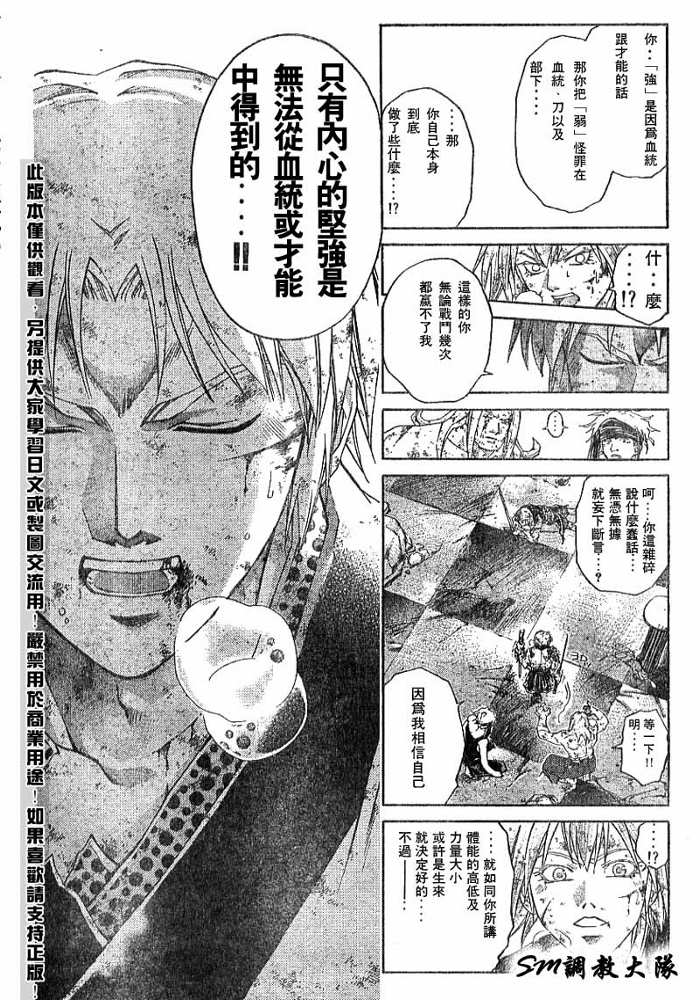 你‥「強」是因為血統
跟才能的話
那你把「弱」怪罪在
血統、刀以及
部下‥‥
‥‥那
你自己本身
到底
做了些什麼‥‥!?
什麼
‥‥!?
這樣的你
無論戰鬥幾次
都贏不了我
呵‥‥你這雜碎
說什麼蠢話‥‥
無憑無據
就妄下斷言‥‥?
等一下!!
明‥‥
因為我相信自己
‥‥!?
‥‥就如同你所講
體能的高低及
力量大小
或許是生來
就決定好的‥‥
不過——
只有內心的堅強是
無法從血統或才能
中得到的‥‥!!!
此版本僅供觀看，另提供大家學習日文或製圖交流用！嚴禁用於商業用途！如果喜歡請支持正版！
SM調教大隊